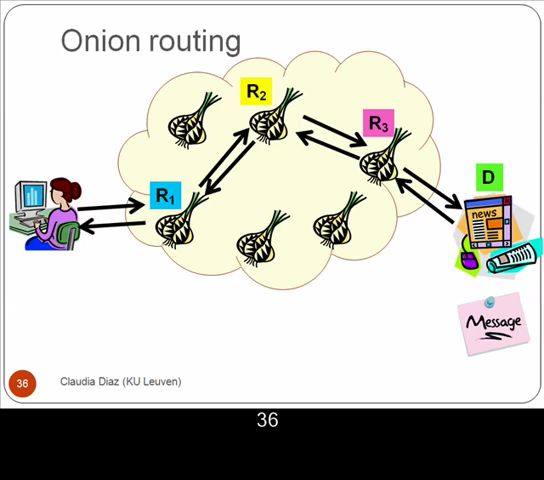 Onion routing
R2
R3
R1
D
news
Message
36
Claudia Diaz (KU Leuven)
36